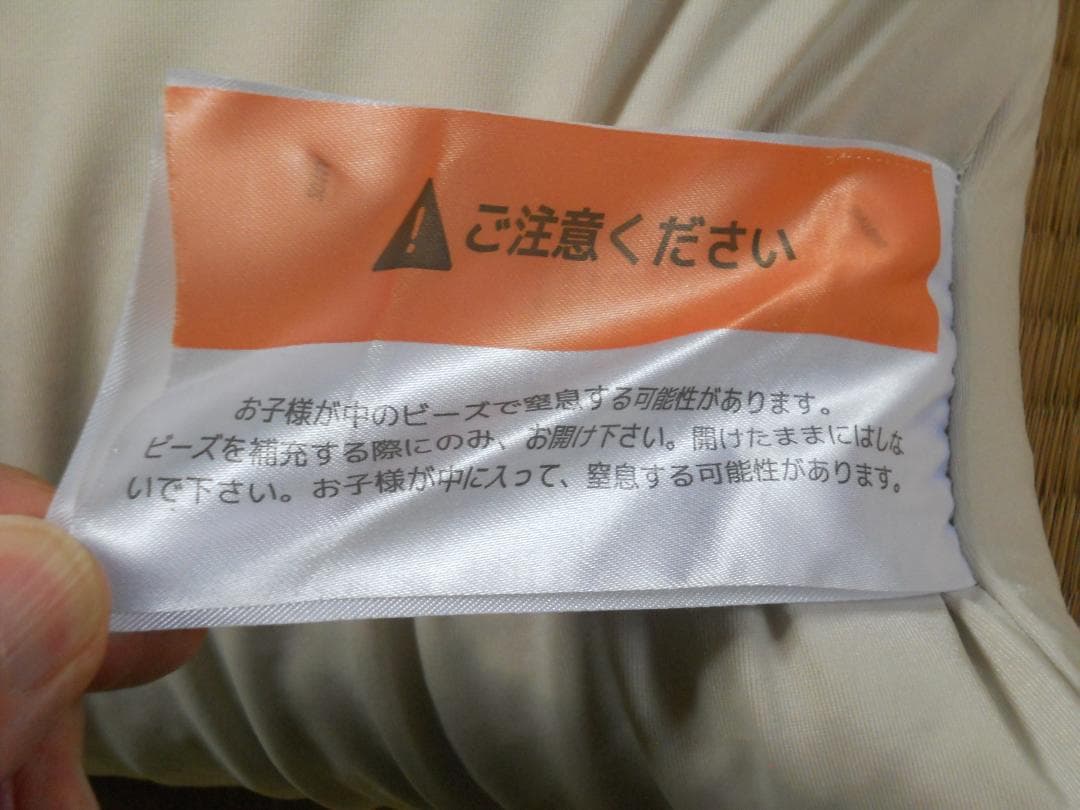 ご注意ください
お子様が中のビーズで窒息する可能性があります。
ビーズを補充する際にのみ、お開け下さい。開けたままにはしな
いで下さい。お子様が中に入って、窒息する可能性があります。